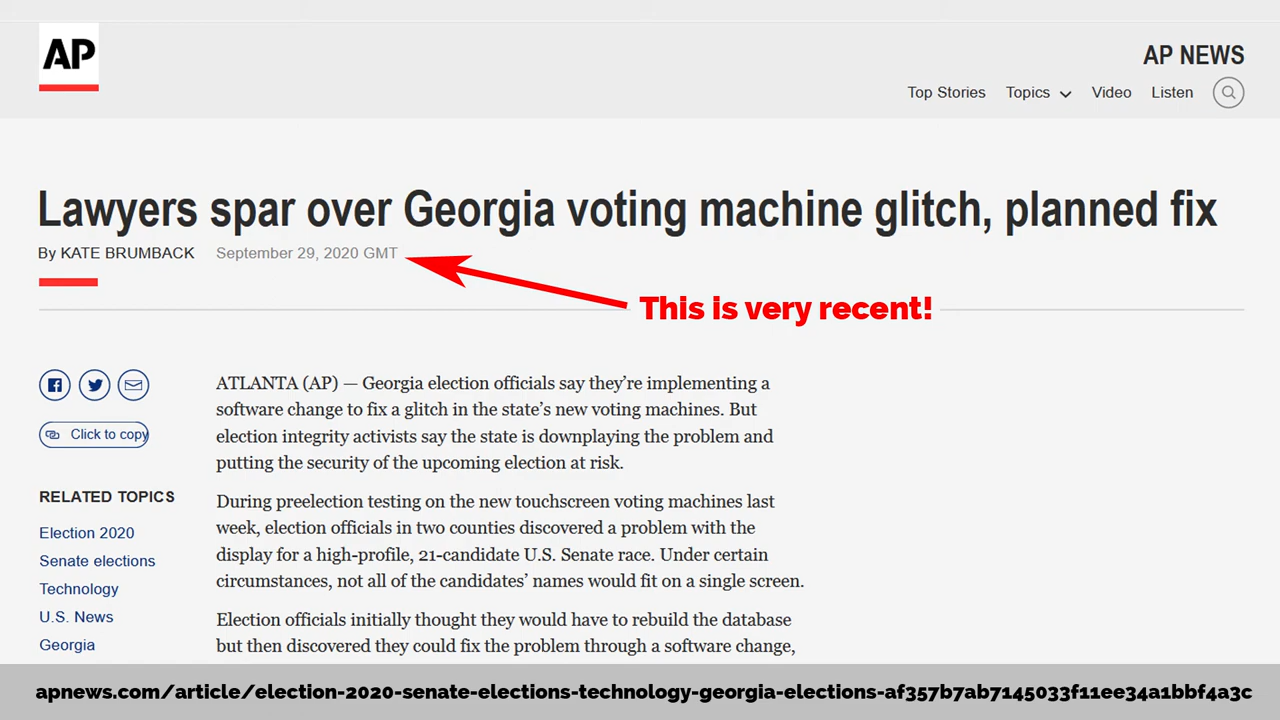 AP
AP NEWS
Top Stories Topics Video Listen
Lawyers spar over Georgia voting machine glitch, planned fix
By KATE BRUMBACK September 29, 2020 GMT
This is very recent!
ATLANTA (AP) — Georgia election officials say they’re implementing a
software change to fix a glitch in the state’s new voting machines. But
election integrity activists say the state is downplaying the problem and
putting the security of the upcoming election at risk.
Click to copy
During preelection testing on the new touchscreen voting machines last
week, election officials in two counties discovered a problem with the
display for a high-profile, 21-candidate U.S. Senate race. Under certain
circumstances, not all of the candidates’ names would fit on a single screen.
Election officials initially thought they would have to rebuild the database
but then discovered they could fix the problem through a software change,
RELATED TOPICS
Election 2020
Senate elections
Technology
U.S. News
Georgia
apnews.com/article/election-2020-senate-elections-technology-georgia-elections-af357b7ab7145033f11ee34a1bbf4a3c